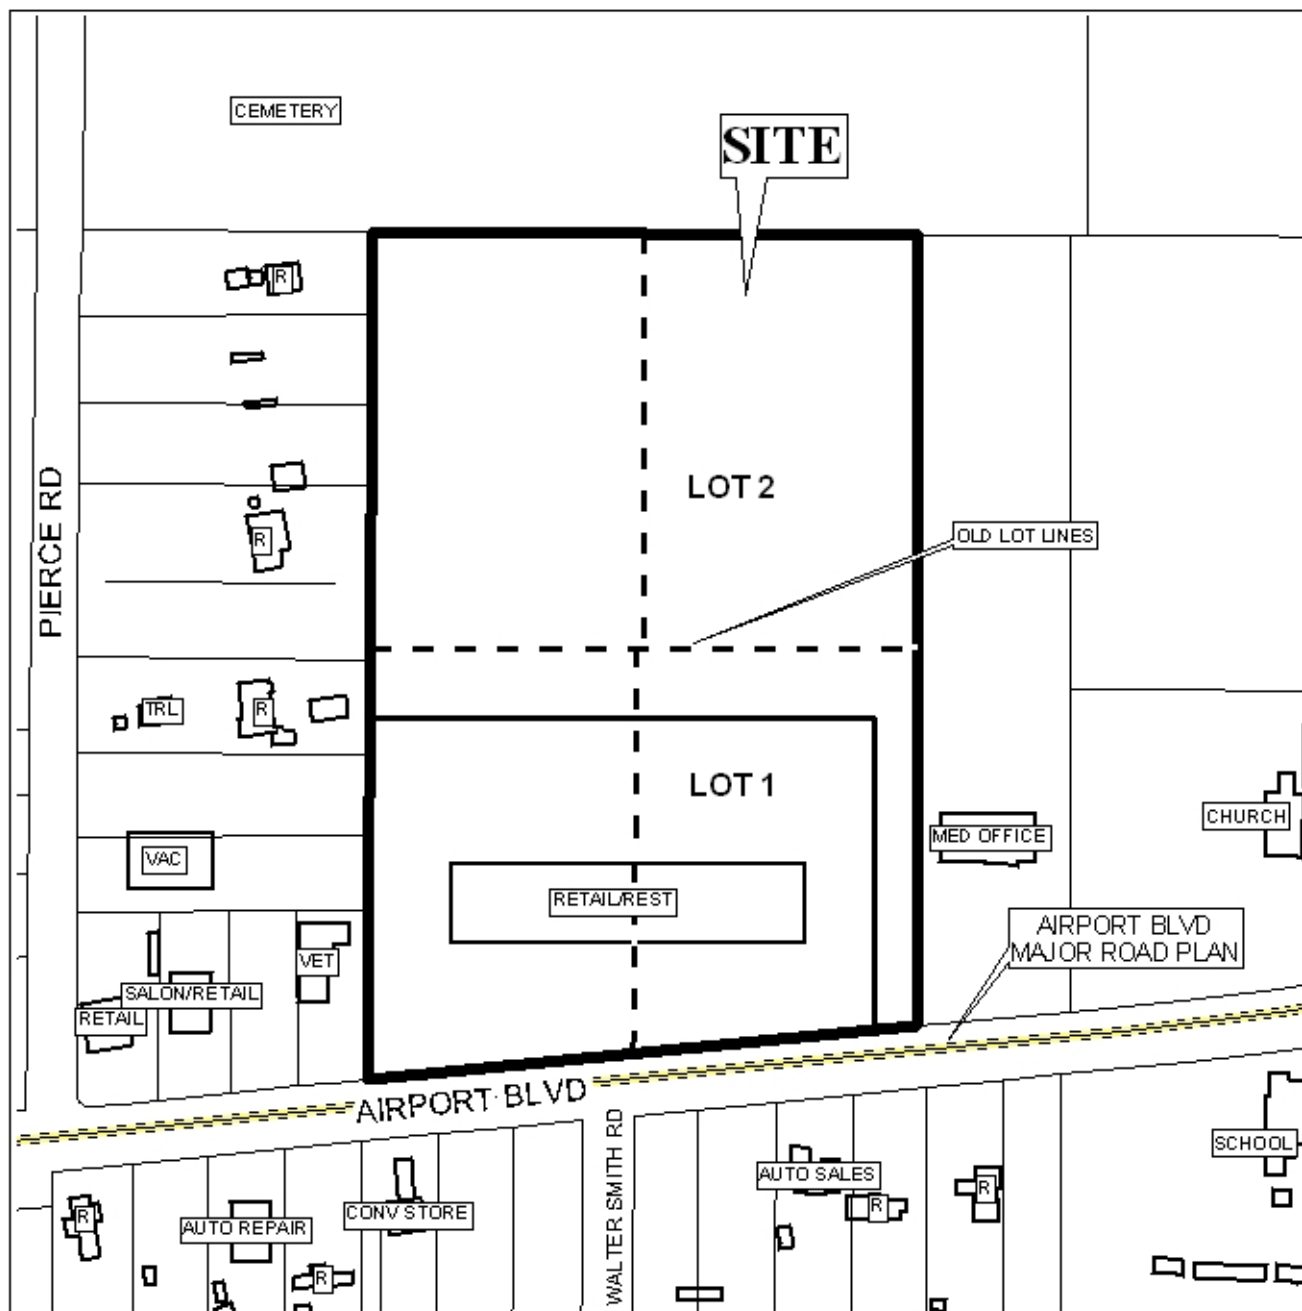 CEMETERY
SITE
R
LOT 2
PIERCE RD
OLD LOT LINES
R
TRL
R
LOT 1
CHURCH
MED OFFICE
VAC
RETAIL/REST
AIRPORT BLVD
MAJOR ROAD PLAN
VET
SALON/RETAIL
RETAIL
AIRPORT BLVD
WALTER SMITH RD
SCHOOL
AUTO SALES
R
R
CONV STORE
R
AUTO REPAIR
R